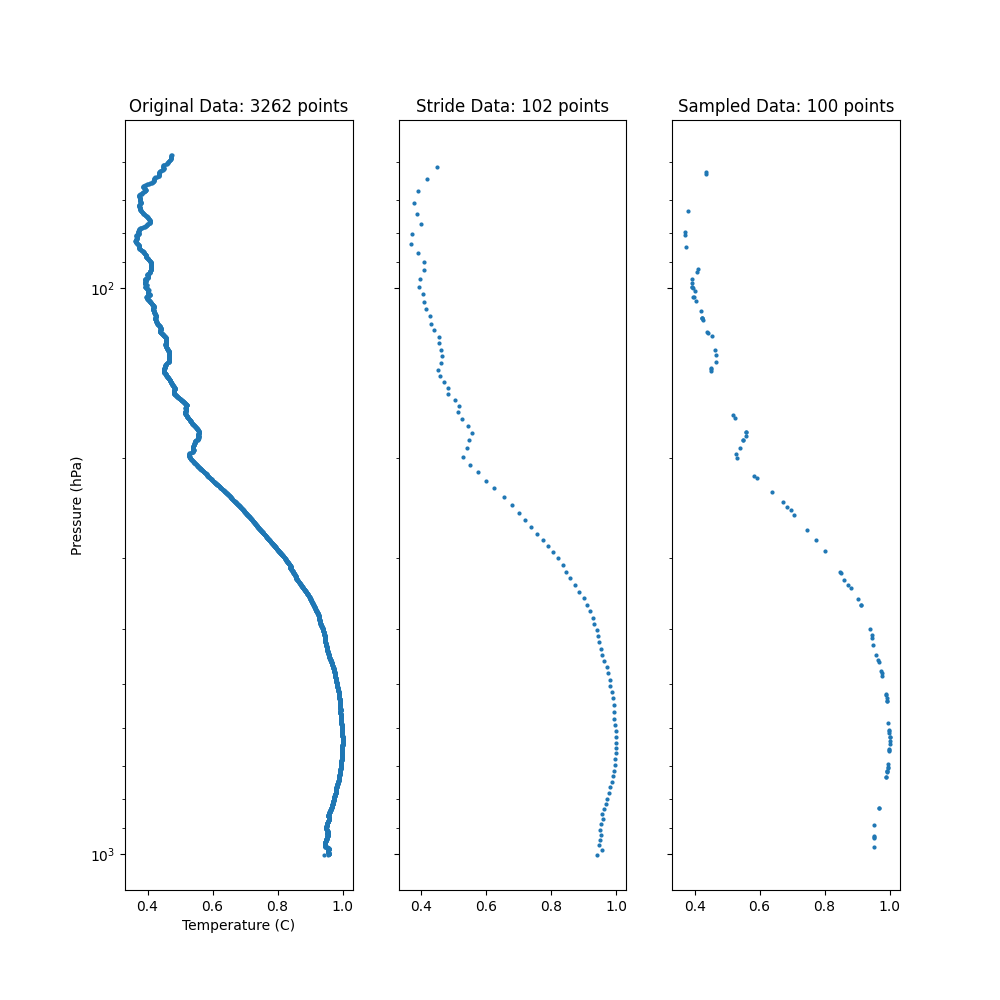 Original Data: 3262 points
Stride Data: 102 points
Sampled Data: 100 points
Pressure (hPa)
10²
10³
0.4 0.6 0.8 1.0
0.4 0.6 0.8 1.0
0.4 0.6 0.8 1.0
Temperature (C)